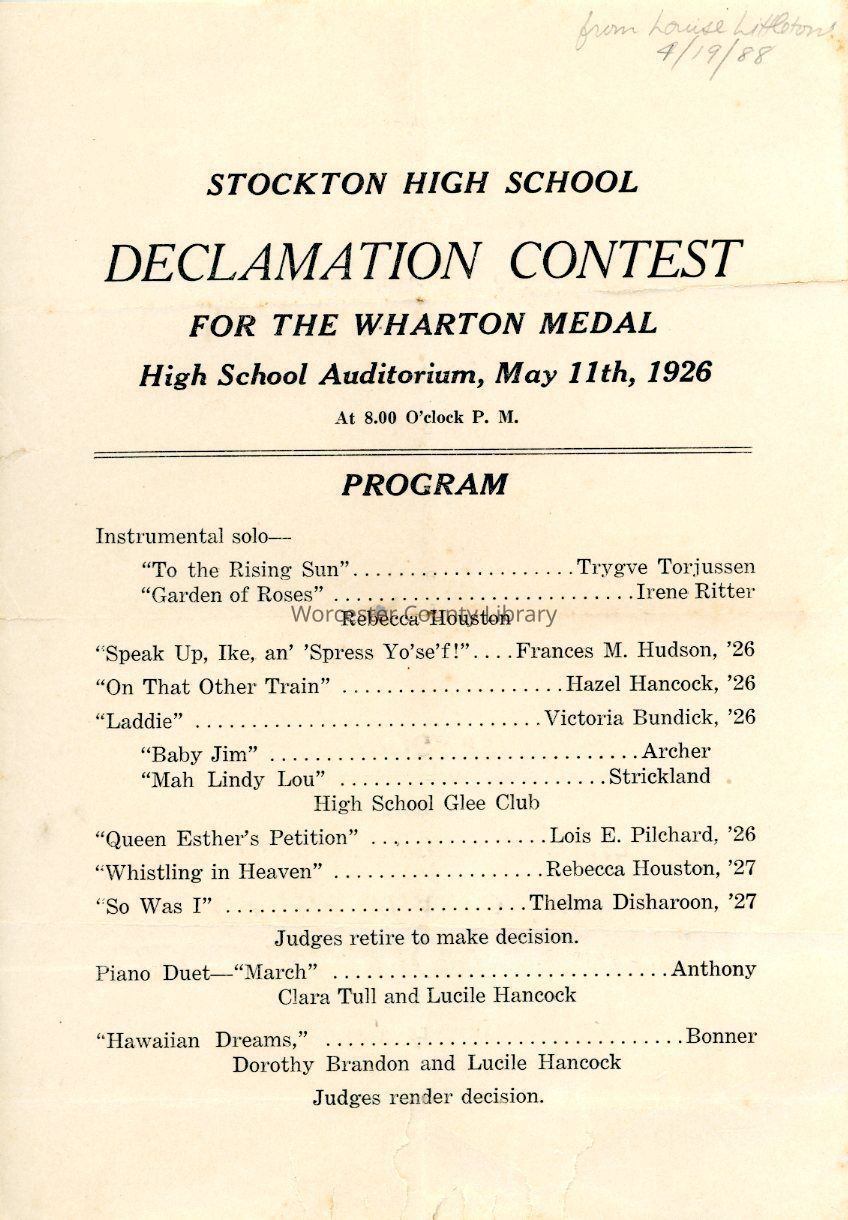 from Louise Littleton
4/19/88
STOCKTON HIGH SCHOOL
DECLAMATION CONTEST
FOR THE WHARTON MEDAL
High School Auditorium, May 11th, 1926
At 8.00 O'clock P. M.
PROGRAM
Instrumental solo—
“To the Rising Sun”....................Trygve Torjussen
“Garden of Roses” ...........................Irene Ritter
Worcester County Library
Rebecca Houston
“Speak Up, Ike, an' 'Spress Yo'se'f!”....Frances M. Hudson, '26
“On That Other Train” ....................Hazel Hancock, '26
“Laddie” ...............................Victoria Bundick, '26
“Baby Jim” .................................Archer
“Mah Lindy Lou” ........................Strickland
High School Glee Club
“Queen Esther's Petition” ................Lois E. Pilchard, '26
“Whistling in Heaven” ...................Rebecca Houston, '27
“So Was I” ...........................Thelma Disharoon, '27
Judges retire to make decision.
Piano Duet—“March” ..............................Anthony
Clara Tull and Lucile Hancock
“Hawaiian Dreams,” ................................Bonner
Dorothy Brandon and Lucile Hancock
Judges render decision.